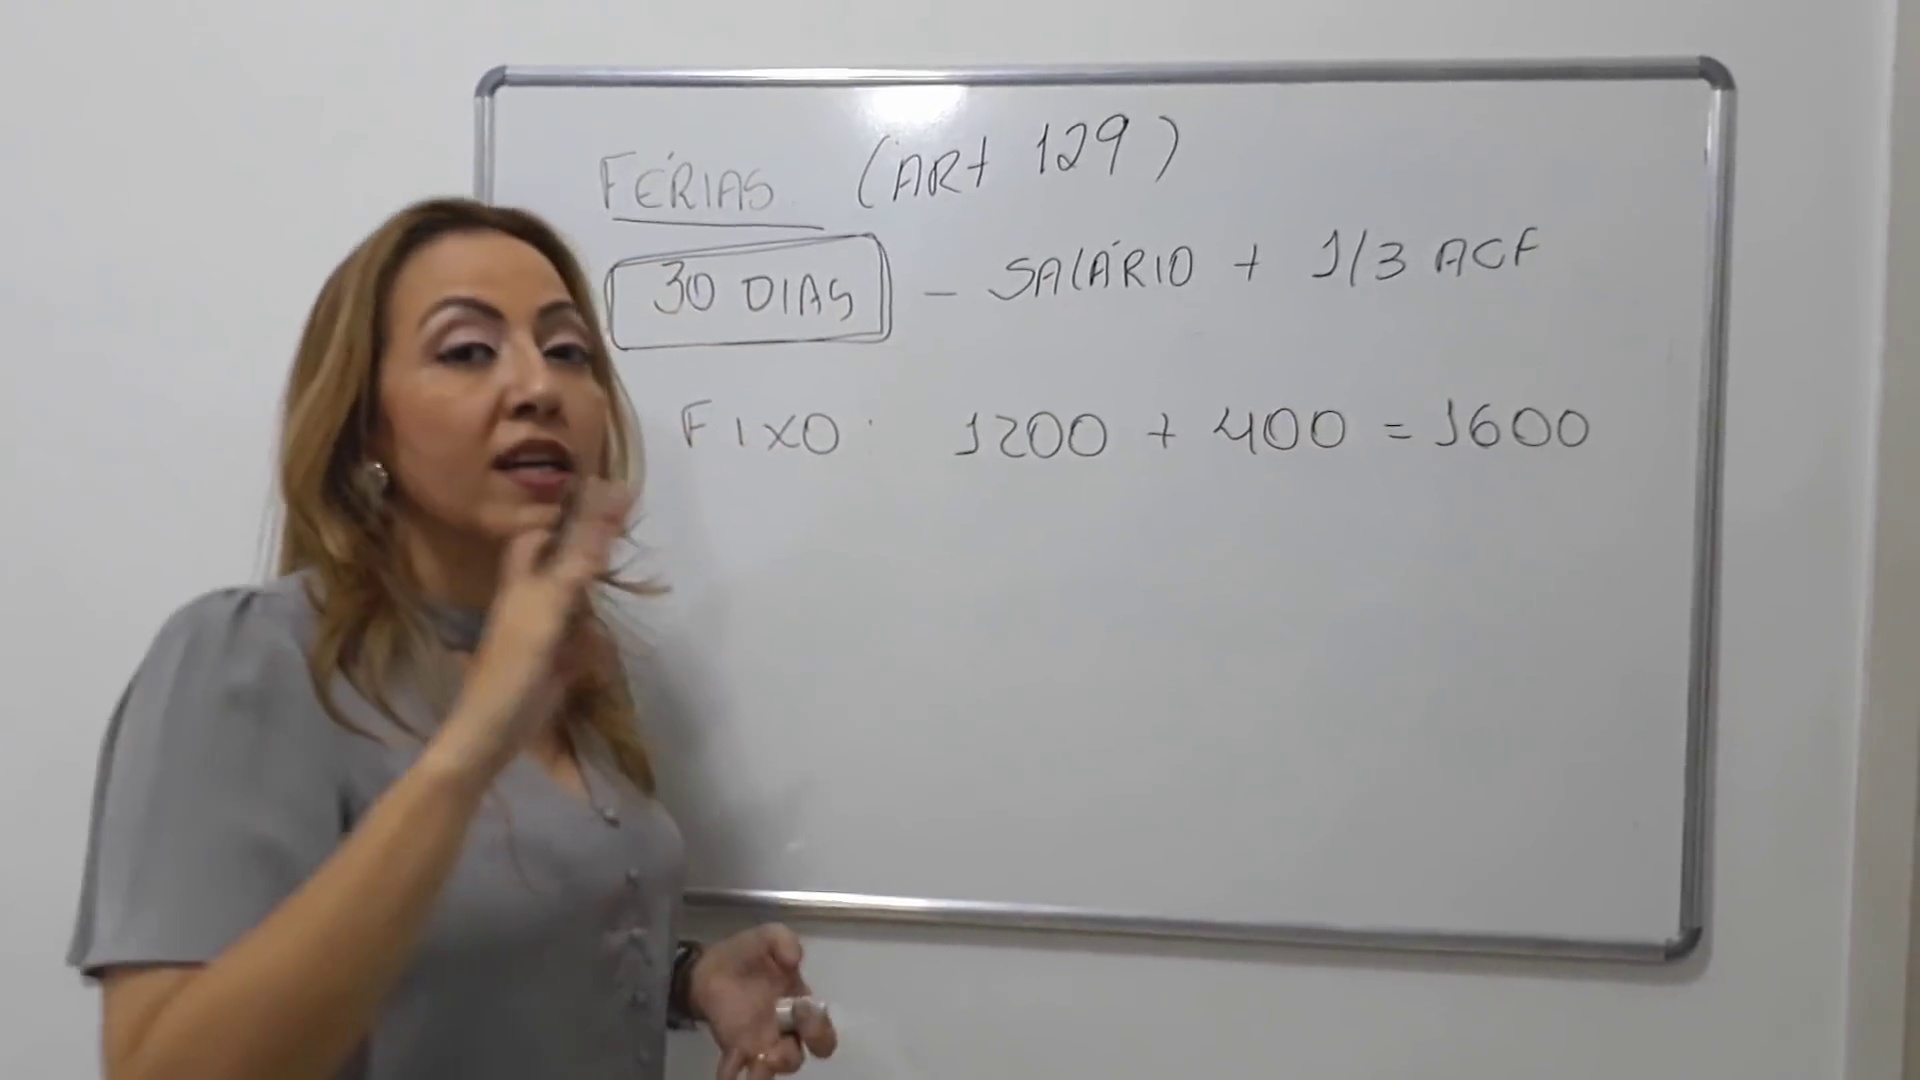 FÉRIAS (ART 129)
30 DIAS - SALÁRIO + 1/3 ACF
FIXO: 1200 + 400 = 1600